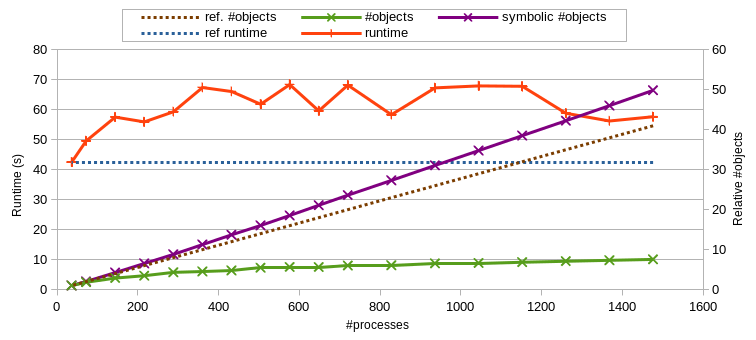 ref. #objects #objects symbolic #objects
ref runtime runtime
80 60
70
60 50
50 40
40 30
30 20
20 10
10
0 0
0 200 400 600 800 1000 1200 1400 1600
#processes
Runtime (s)
Relative #objects